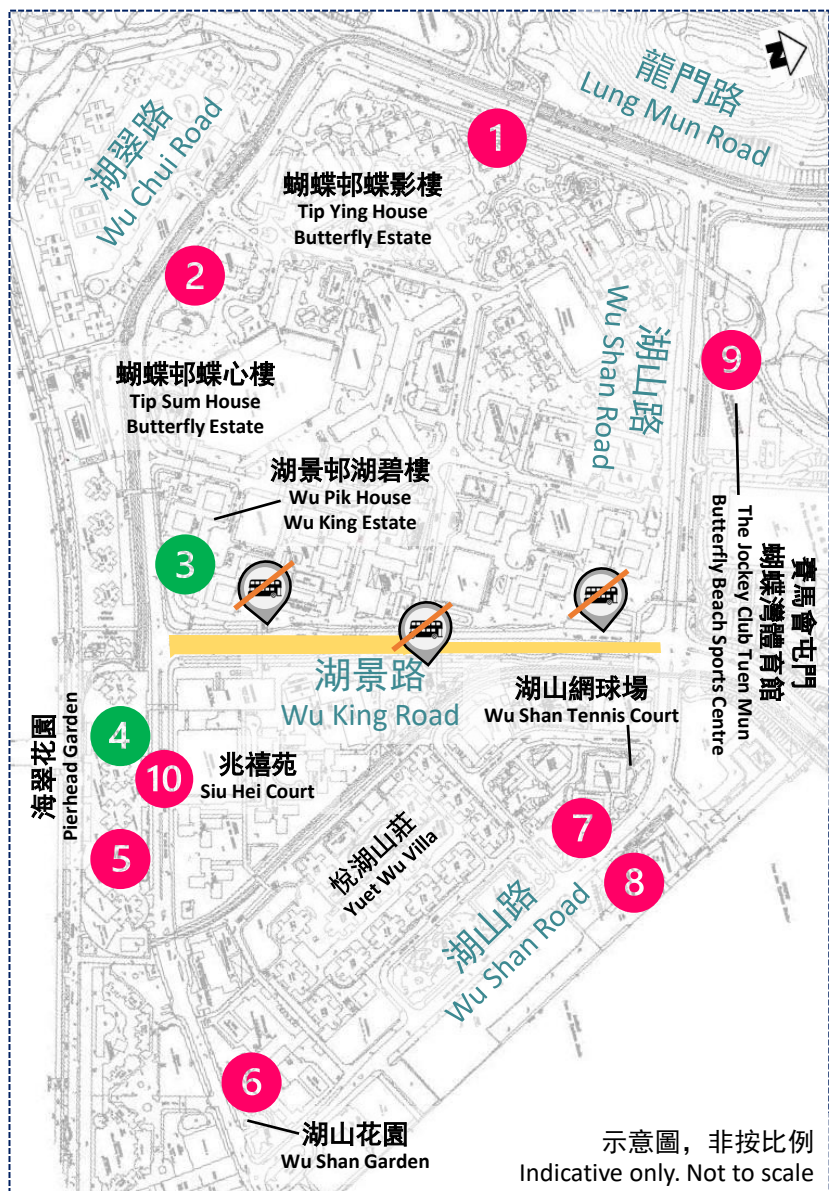 N
龍門路
Lung Mun Road
湖翠路
Wu Chui Road
1
蝴蝶邨蝶影樓
Tip Ying House
Butterfly Estate
2
湖山路
Wu Shan Road
9
蝴蝶邨蝶心樓
Tip Sum House
Butterfly Estate
湖景邨湖碧樓
Wu Pik House
Wu King Estate
賽馬會屯門
蝴蝶灣體育館
The Jockey Club Tuen Mun
Butterfly Beach Sports Centre
3
湖景路
Wu King Road
湖山網球場
Wu Shan Tennis Court
4
海翠花園
Pierhead Garden
10
兆禧苑
Siu Hei Court
5
7
悅湖山莊
Yuet Wu Villa
8
湖山路
Wu Shan Road
6
湖山花園
Wu Shan Garden
示意圖，非按比例
Indicative only. Not to scale